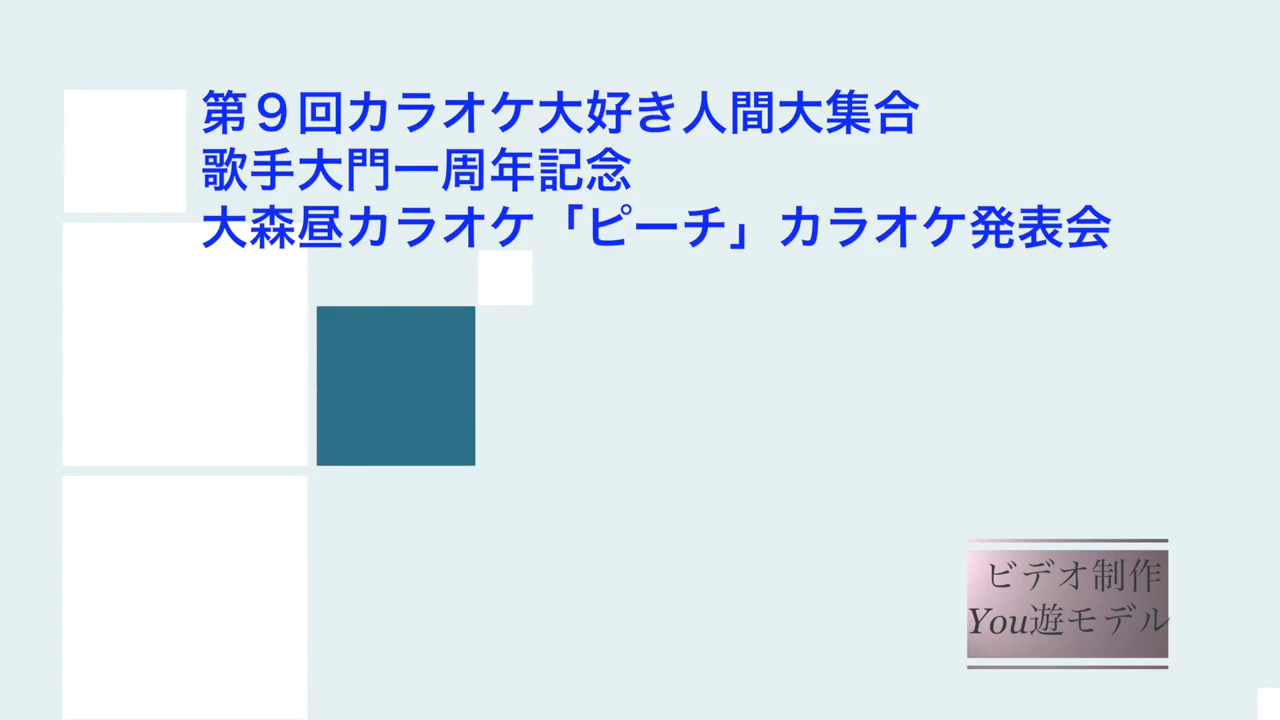 第９回カラオケ大好き人間大集合
歌手大門一周年記念
大森昼カラオケ「ピーチ」カラオケ発表会
ビデオ制作
You遊モデル